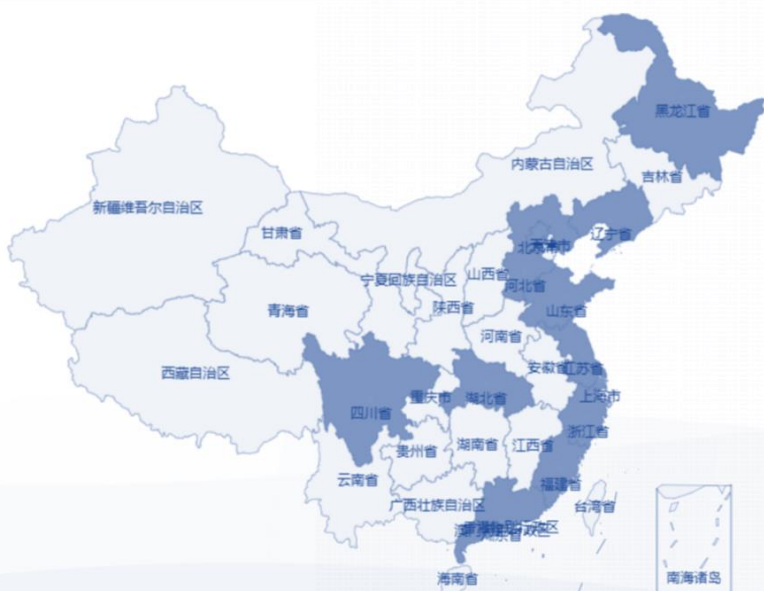 黑龙江省
内蒙古自治区
吉林省
新疆维吾尔自治区
甘肃省
辽宁省
北京市
宁夏回族自治区
山西省
河北省
陕西省
青海省
山东省
河南省
西藏自治区
安徽省
江苏省
重庆市
湖北省
上海市
四川省
浙江省
湖南省
江西省
贵州省
云南省
福建省
广西壮族自治区
台湾省
海南省
南海诸岛